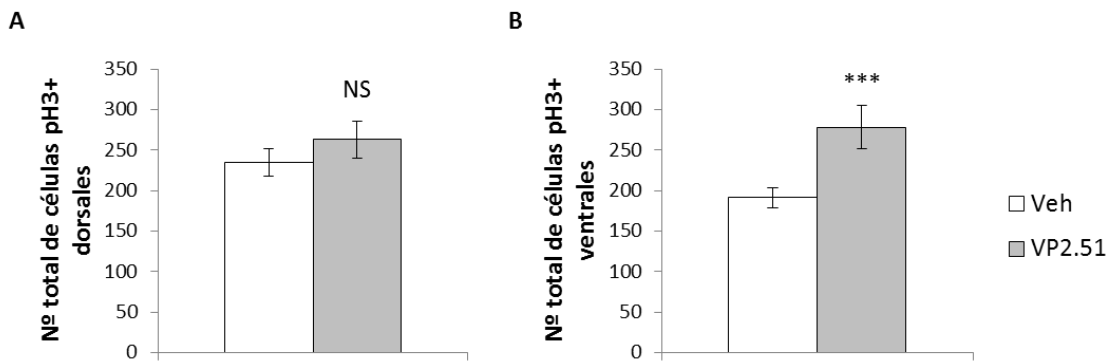 A
Nº total de células pH3+
dorsales
350
300
250
200
150
100
50
0
NS
B
Nº total de células pH3+
ventrales
350
300
250
200
150
100
50
0
***
Veh
VP2.51